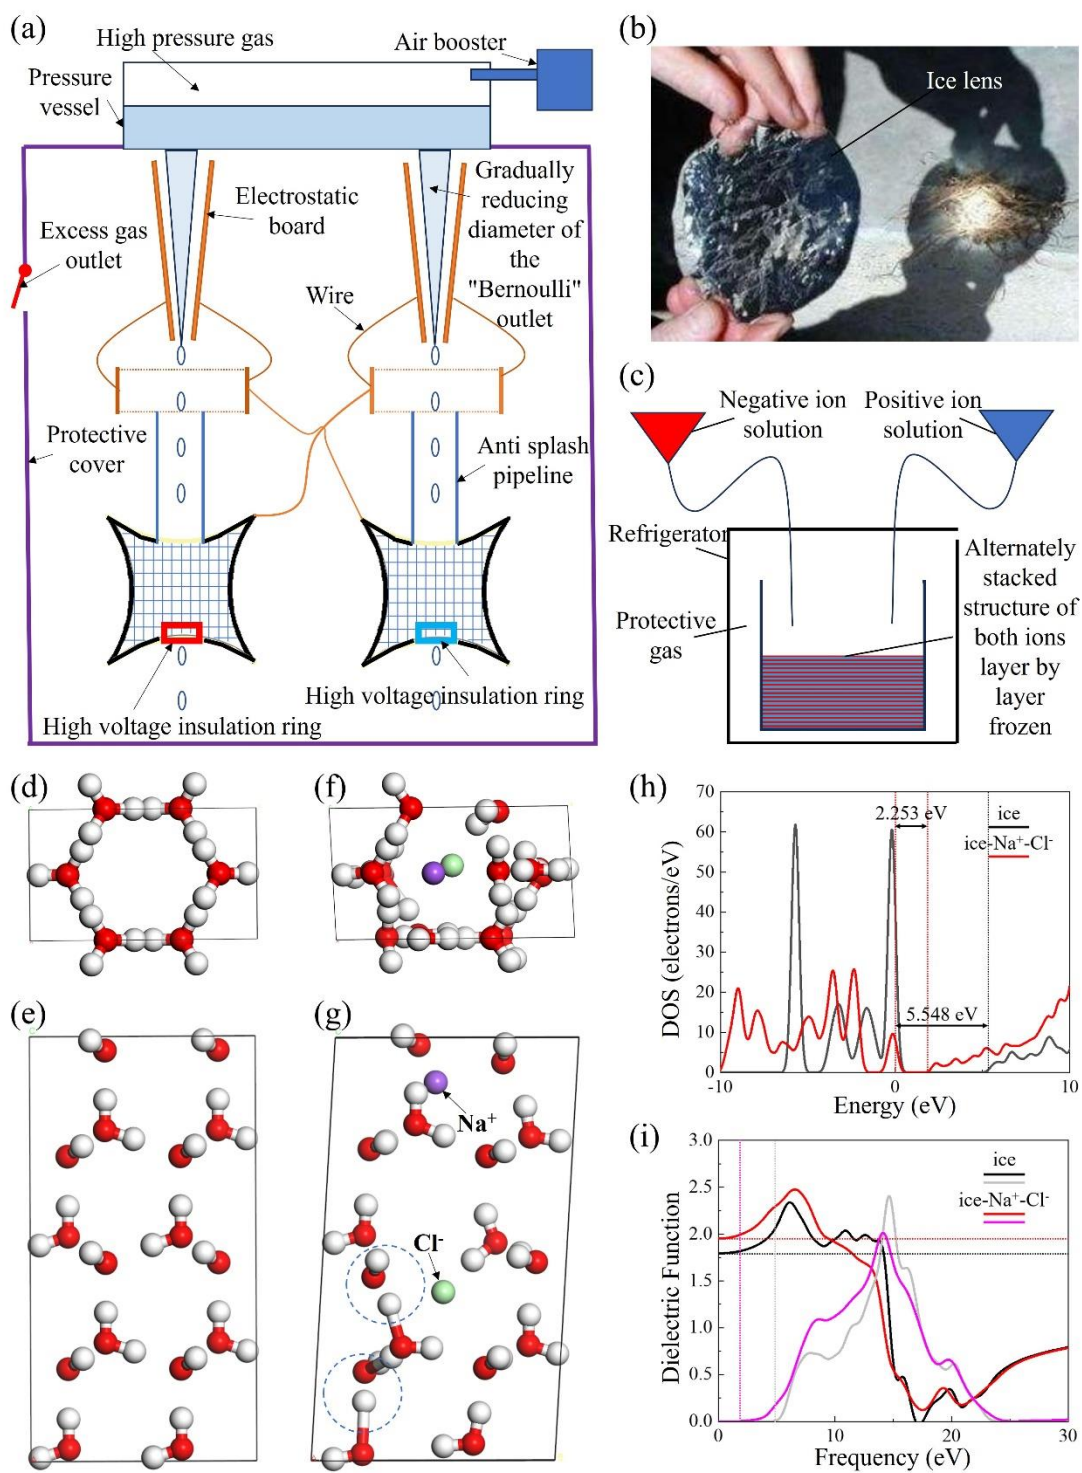 (a)
High pressure gas
Air booster
Pressure
vessel
Electrostatic
board
Gradually
reducing
diameter of
the
"Bernoulli"
outlet
Excess gas
outlet
Wire
Protective
cover
Anti splash
pipeline
High voltage insulation ring
High voltage insulation ring
(b)
Ice lens
(c)
Negative ion
solution
Positive ion
solution
Refrigerator
Protective
gas
Alternately
stacked
structure of
both ions
layer by
layer
frozen
(d)
(e)
(f)
(g)
Na⁺
Cl⁻
(h)
DOS (electrons/eV)
70
60
50
40
30
20
10
0
2.253 eV
ice
ice-Na⁺-Cl⁻
5.548 eV
-10
0
10
Energy (eV)
(i)
Dielectric Function
3.0
2.5
2.0
1.5
1.0
0.5
0.0
ice
ice-Na⁺-Cl⁻
0
10
20
30
Frequency (eV)